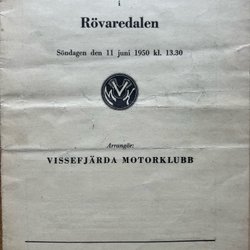 i
Rövaredalen
Söndagen den 11 juni 1950 kl. 13.30
Arrangör:
VISSEFJÄRDA MOTORKLUBB